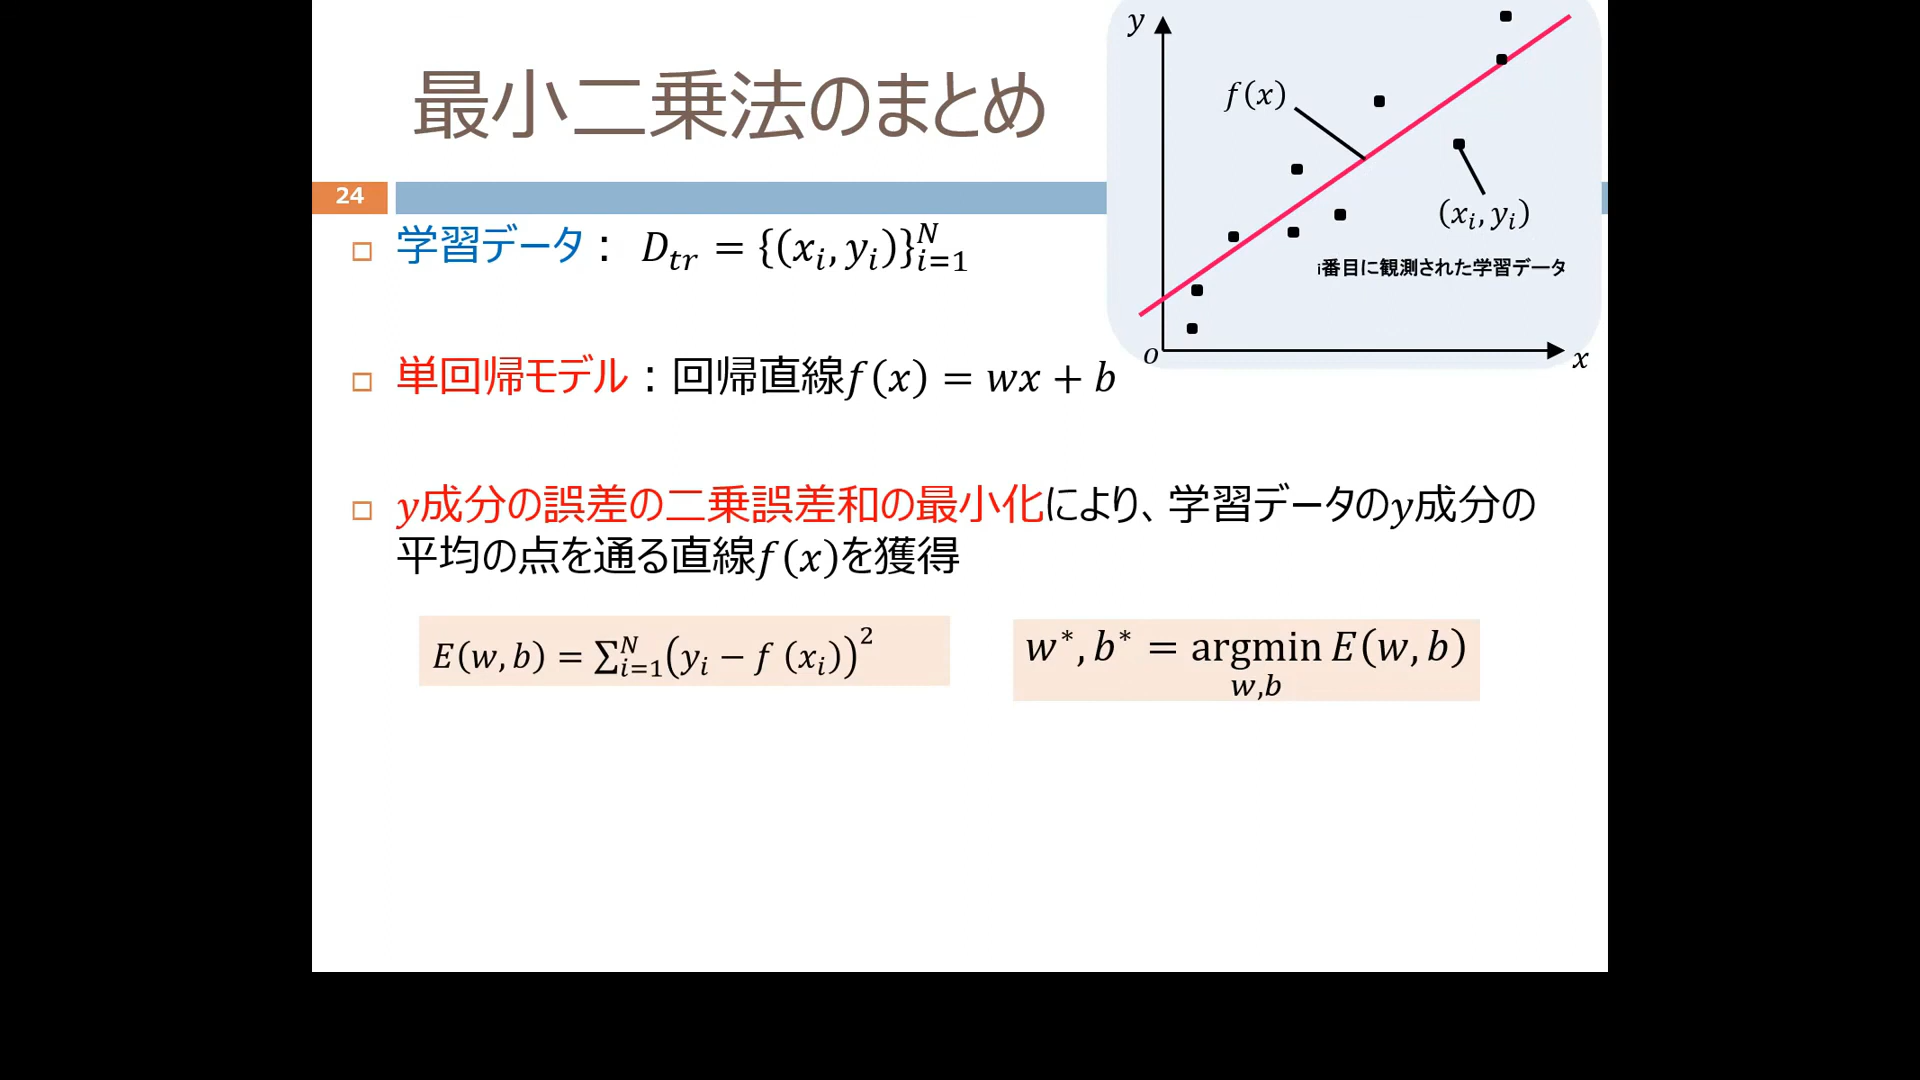 最小二乗法のまとめ
24
学習データ： D_{tr} = {(x_i, y_i)}_{i=1}^{N}
単回帰モデル：回帰直線f(x) = wx + b
y成分の誤差の二乗誤差和の最小化により、学習データのy成分の
平均の点を通る直線f(x)を獲得
E(w, b) = ∑_{i=1}^{N}(y_i − f (x_i))^2
w^*, b^* = argmin E(w, b)
w,b
y
f(x)
(x_i, y_i)
i番目に観測された学習データ
o
x